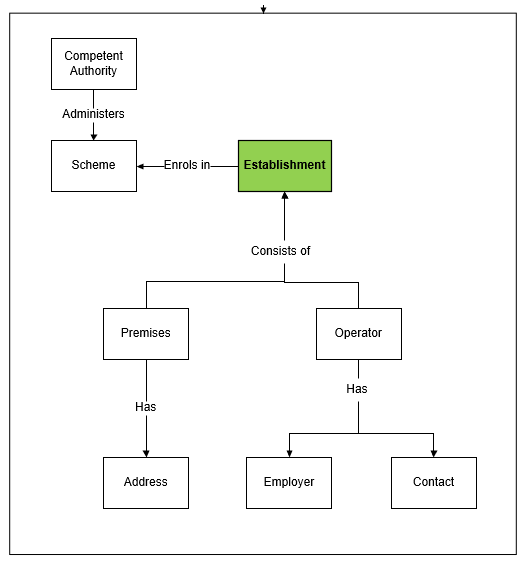 Competent
Authority
Administers
Scheme
Enrols in
Establishment
Consists of
Premises
Operator
Has
Has
Address
Employer
Contact